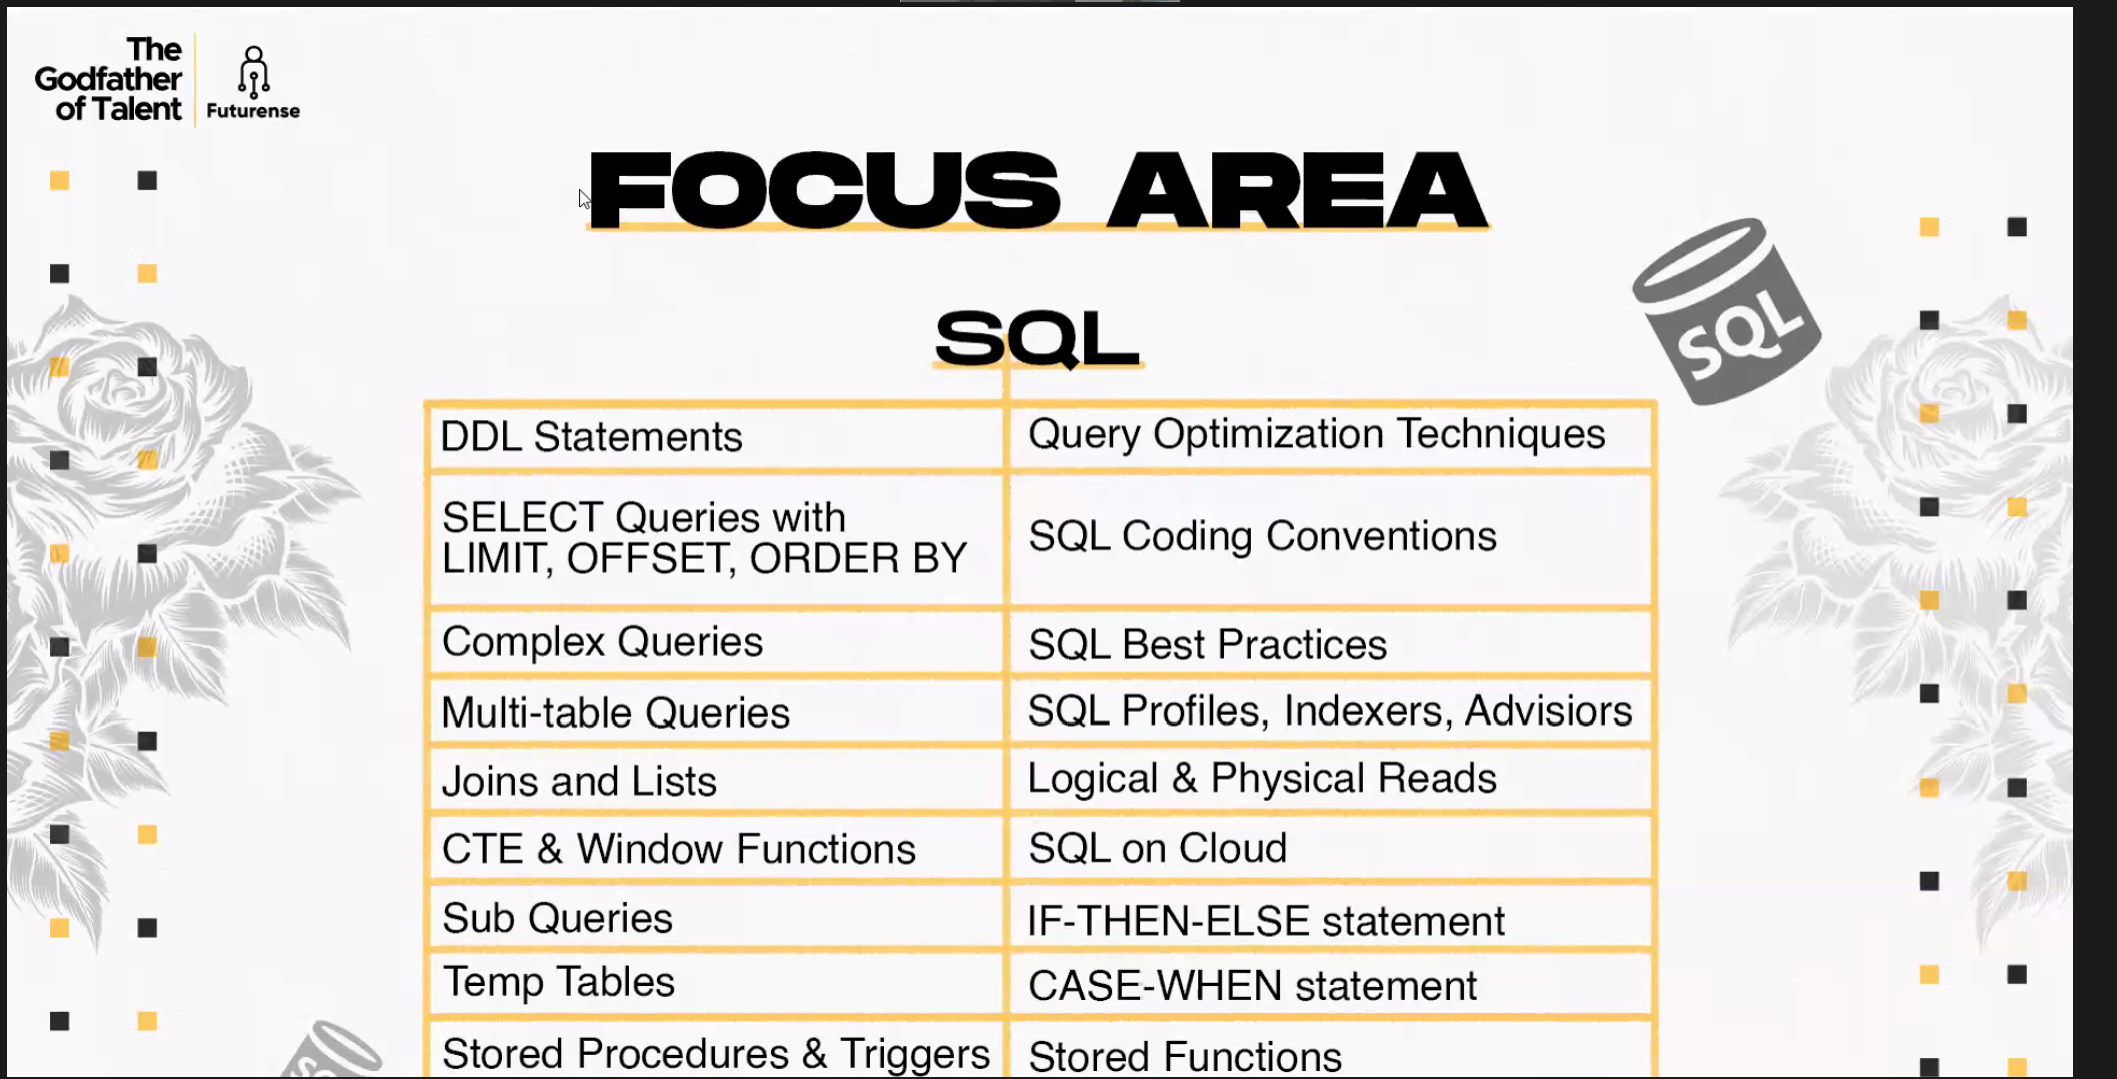 The
Godfather
of Talent
Futurense
FOCUS AREA
SQL
SQL
DDL Statements
Query Optimization Techniques
SELECT Queries with
LIMIT, OFFSET, ORDER BY
SQL Coding Conventions
Complex Queries
SQL Best Practices
Multi-table Queries
SQL Profiles, Indexers, Advisiors
Joins and Lists
Logical & Physical Reads
CTE & Window Functions
SQL on Cloud
Sub Queries
IF-THEN-ELSE statement
Temp Tables
CASE-WHEN statement
Stored Procedures & Triggers
Stored Functions